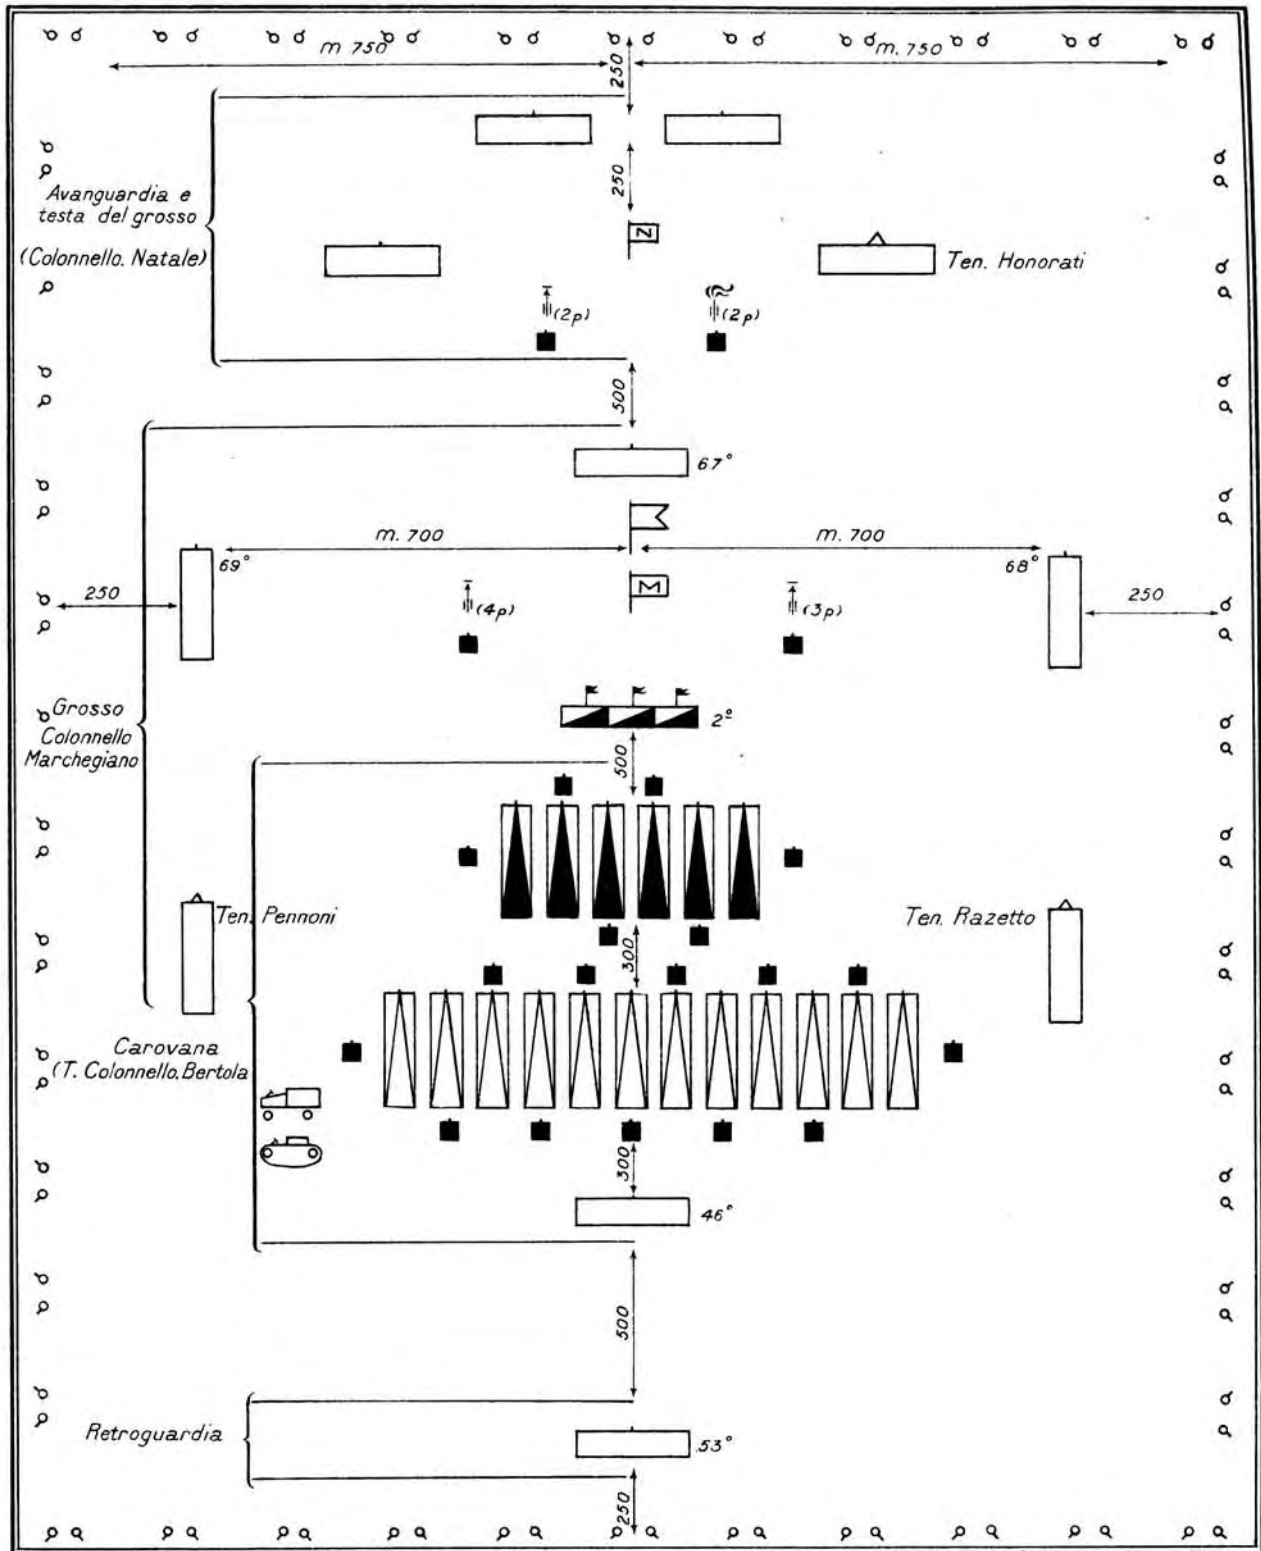 m. 750
m. 750
250
250
Z
Avanguardia e
testa del grosso
(Colonnello. Natale)
Ten. Honorati
(2p)
(2p)
500
67°
m. 700
m. 700
69°
68°
250
250
M
(4p)
(3p)
2º
Grosso
Colonnello
Marchegiano
500
Ten. Pennoni
Ten. Razetto
300
Carovana
(T. Colonnello. Bertola
300
46°
500
Retroguardia
53°
250